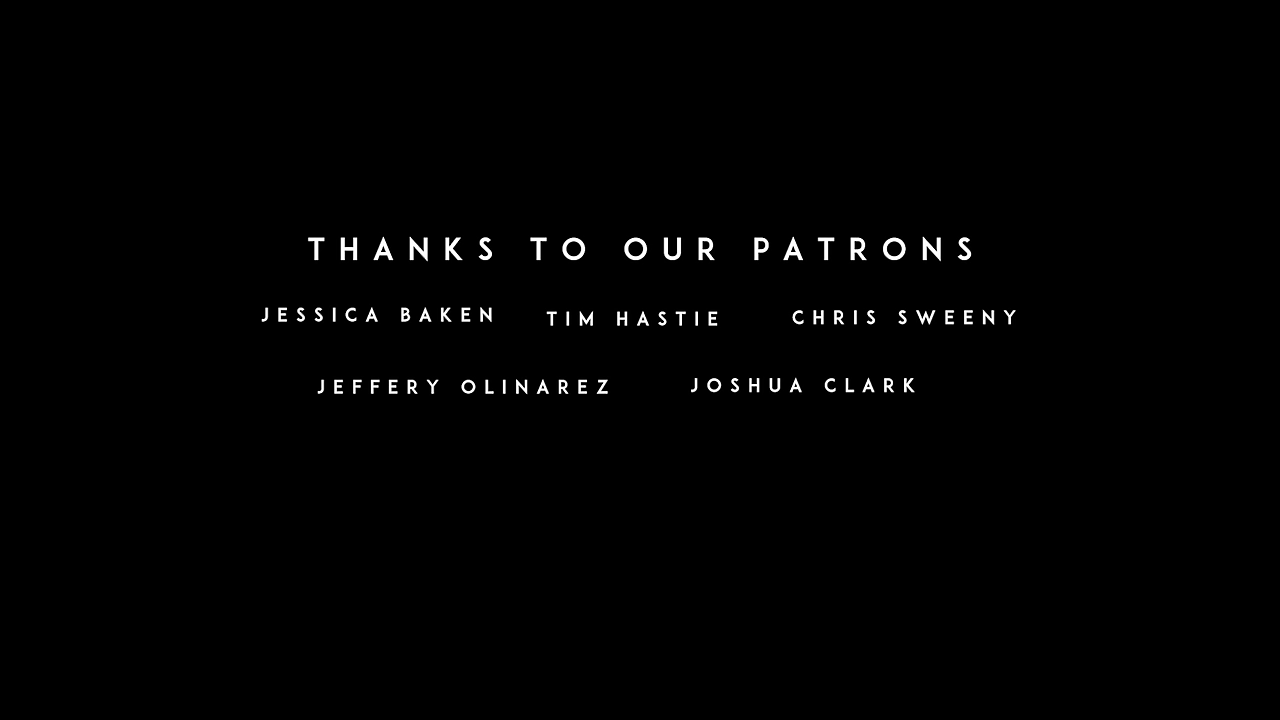 THANKS TO OUR PATRONS
JESSICA BAKEN TIM HASTIE CHRIS SWEENY
JEFFERY OLINAREZ JOSHUA CLARK